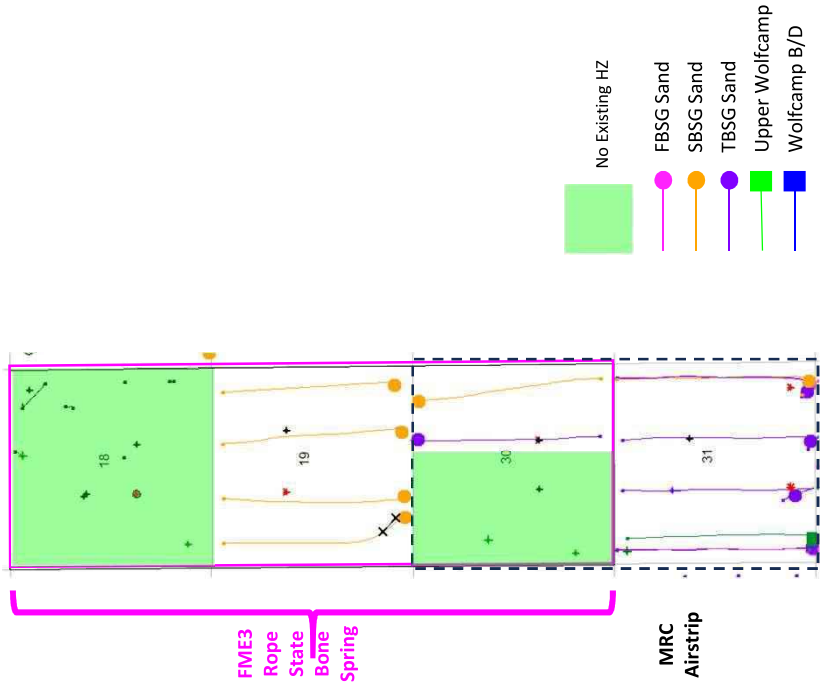 No Existing HZ
FBSG Sand
SBSG Sand
TBSG Sand
Upper Wolfcamp
Wolfcamp B/D
18
19
30
31
FME3
Rope
State
Bone
Spring
MRC
Airstrip